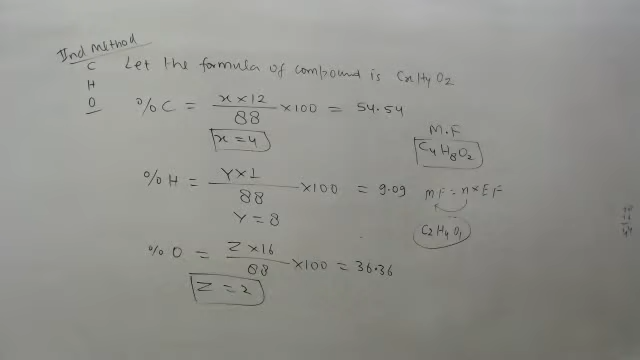 IInd method
C Let the formula of compound is CxHyO2
H
O
%C = x×12/88 ×100 = 54.54
x=4
M.F
C4H8O2
%H = Y×1/88 ×100 = 9.09
Y=8
MF = n×EF
C2H4O1
%O = Z×16/88 ×100 = 36.36
Z=2